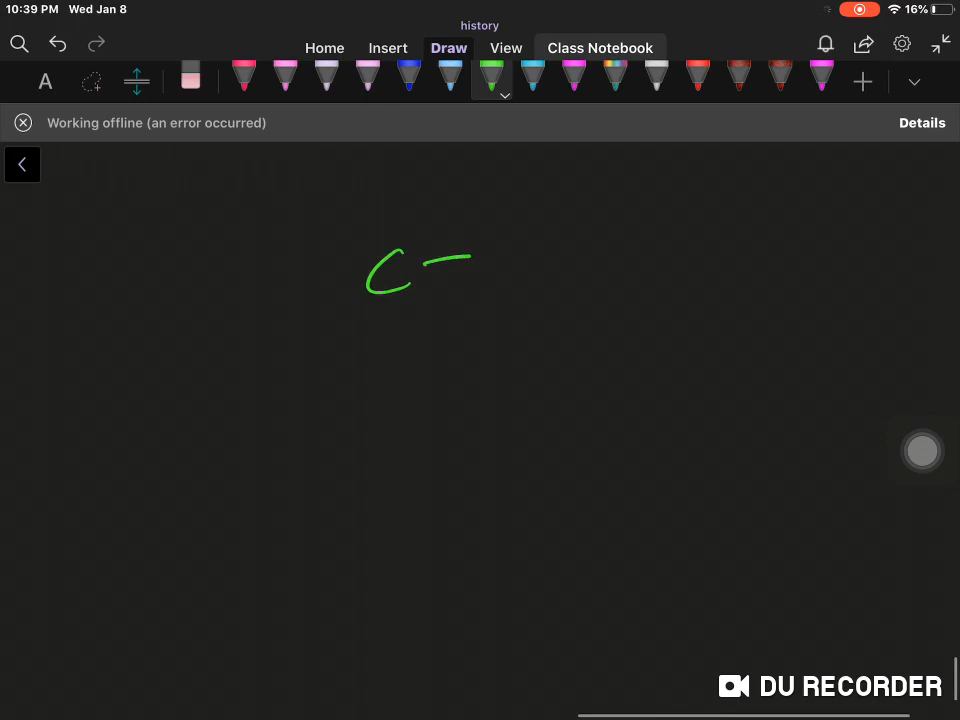 10:39 PM Wed Jan 8
16%
history
Home Insert Draw View Class Notebook
A
Working offline (an error occurred) Details
C-
DU RECORDER